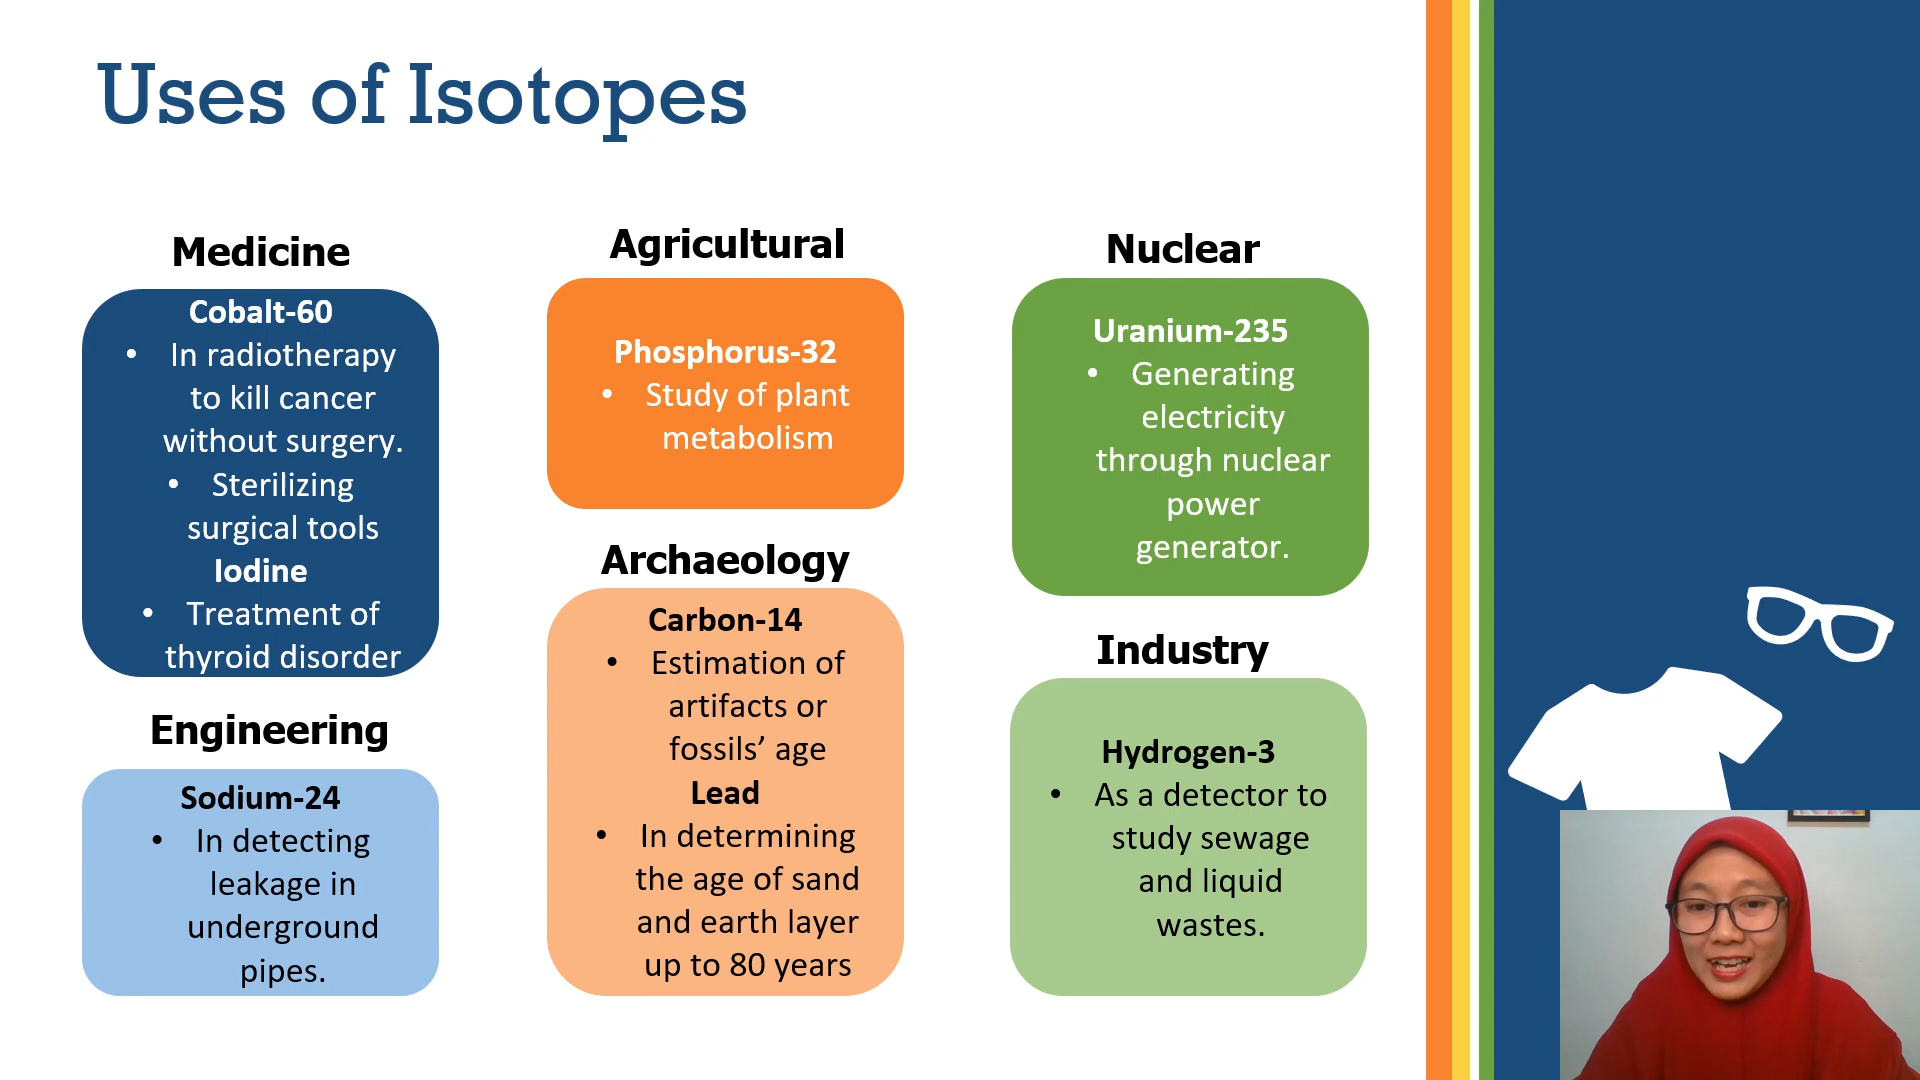 Uses of Isotopes
Medicine
Cobalt-60
• In radiotherapy
to kill cancer
without surgery.
• Sterilizing
surgical tools
Iodine
• Treatment of
thyroid disorder
Engineering
Sodium-24
• In detecting
leakage in
underground
pipes.
Agricultural
Phosphorus-32
• Study of plant
metabolism
Archaeology
Carbon-14
• Estimation of
artifacts or
fossils’ age
Lead
• In determining
the age of sand
and earth layer
up to 80 years
Nuclear
Uranium-235
• Generating
electricity
through nuclear
power
generator.
Industry
Hydrogen-3
• As a detector to
study sewage
and liquid
wastes.